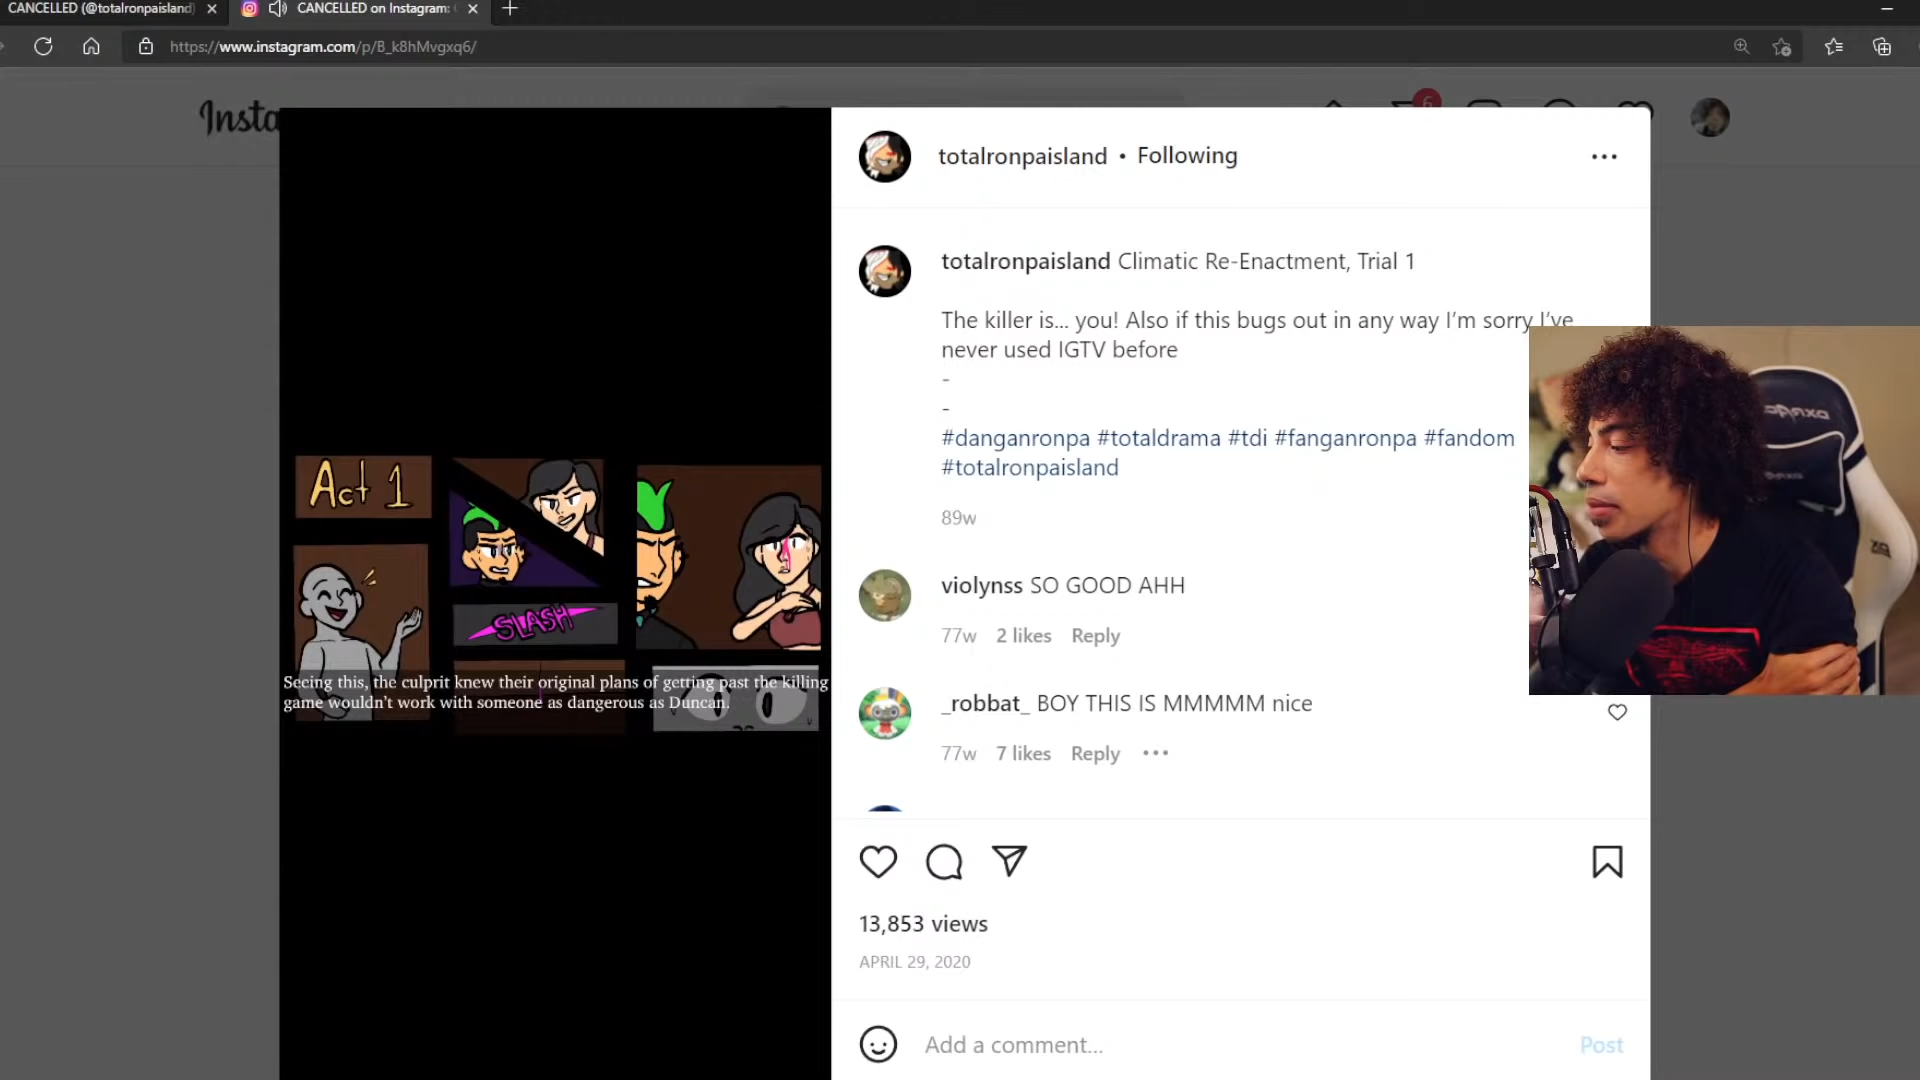 CANCELLED (@totalronpaisland)
CANCELLED on Instagram:
https://www.instagram.com/p/B_k8hMvgxq6/
Insta
6
totalronpaisland • Following
totalronpaisland Climatic Re-Enactment, Trial 1
The killer is... you! Also if this bugs out in any way I'm sorry I've
never used IGTV before
-
-
#danganronpa #totaldrama #tdi #fanganronpa #fandom
#totalronpaisland
89w
violynss SO GOOD AHH
77w 2 likes Reply
_robbat_ BOY THIS IS MMMMM nice
77w 7 likes Reply
13,853 views
APRIL 29, 2020
Add a comment...
Post
Act 1
SLASH
Seeing this, the culprit knew their original plans of getting past the killing
game wouldn't work with someone as dangerous as Duncan.